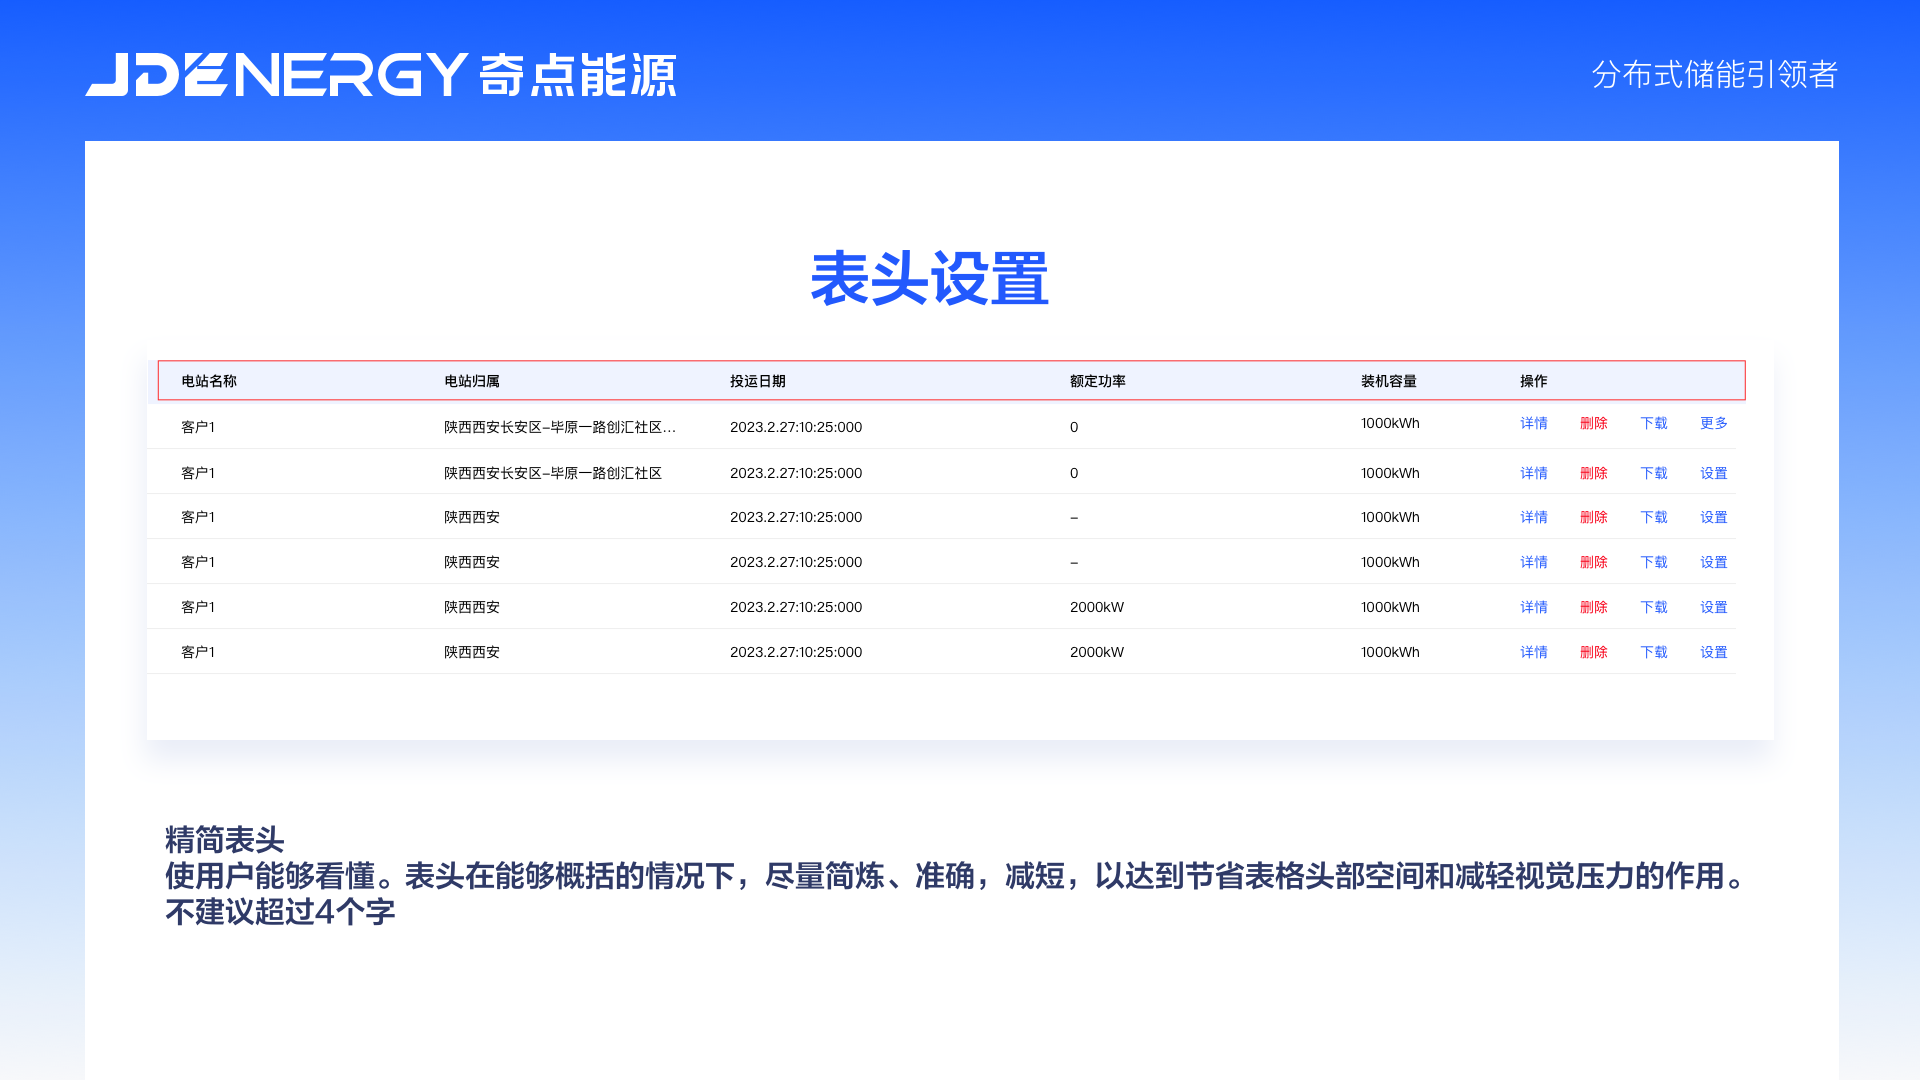 JDENERGY 奇点能源
分布式储能引领者
表头设置
电站名称 电站归属 投运日期 额定功率 装机容量 操作
客户1 陕西西安长安区–毕原一路创汇社区... 2023.2.27:10:25:000 0 1000kWh 详情 删除 下载 更多
客户1 陕西西安长安区–毕原一路创汇社区 2023.2.27:10:25:000 0 1000kWh 详情 删除 下载 设置
客户1 陕西西安 2023.2.27:10:25:000 – 1000kWh 详情 删除 下载 设置
客户1 陕西西安 2023.2.27:10:25:000 – 1000kWh 详情 删除 下载 设置
客户1 陕西西安 2023.2.27:10:25:000 2000kW 1000kWh 详情 删除 下载 设置
客户1 陕西西安 2023.2.27:10:25:000 2000kW 1000kWh 详情 删除 下载 设置
精简表头
使用户能够看懂。表头在能够概括的情况下，尽量简炼、准确，减短，以达到节省表格头部空间和减轻视觉压力的作用。
不建议超过4个字